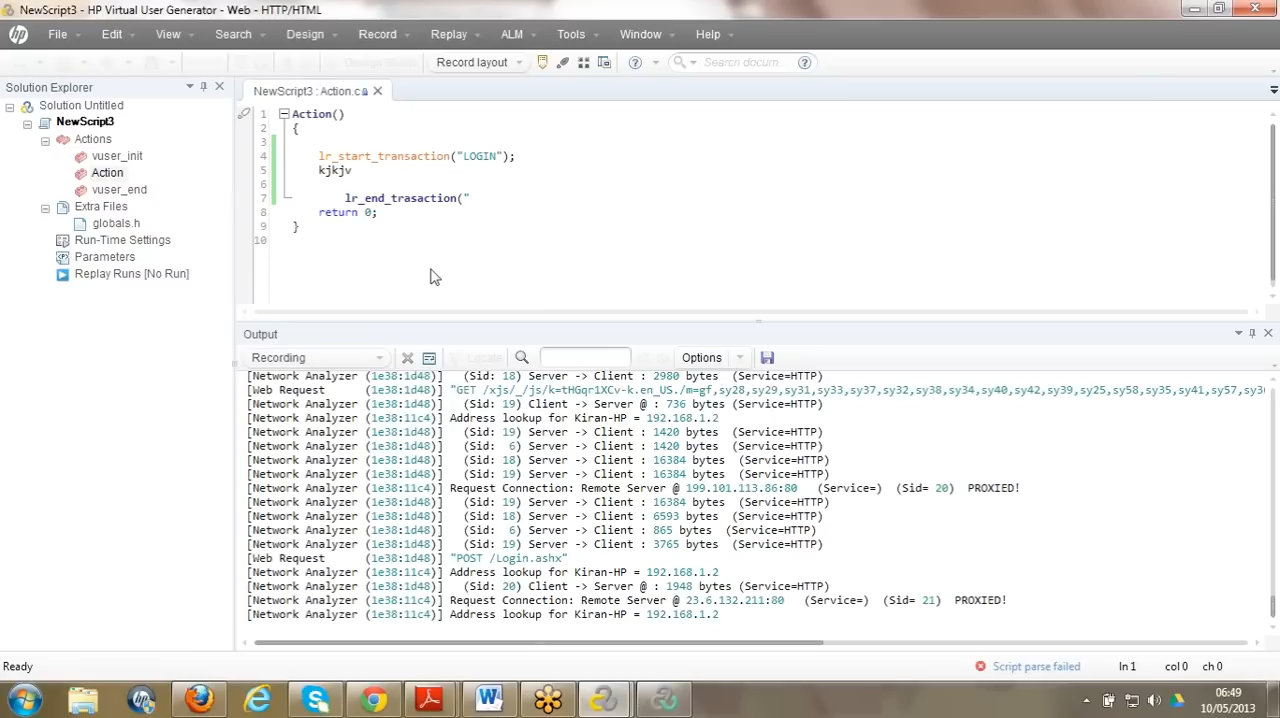 NewScript3 - HP Virtual User Generator - Web - HTTP/HTML
hp File Edit View Search Design Record Replay ALM Tools Window Help
Record layout Search docum...
Solution Explorer
Solution Untitled
NewScript3
Actions
vuser_init
Action
vuser_end
Extra Files
globals.h
Run-Time Settings
Parameters
Replay Runs [No Run]
NewScript3 : Action.c
1 Action()
2 {
3
4 lr_start_transaction("LOGIN");
5 kjkjv
6
7 lr_end_trasaction("
8 return 0;
9 }
10
Output
Recording Locate Options
[Network Analyzer (1e38:1d48)] (Sid: 18) Server -> Client : 2980 bytes (Service=HTTP)
[Web Request (1e38:1d48)] "GET /xjs/_/js/k=tHGqr1XCv-k.en_US./m=gf,sy28,sy29,sy31,sy33,sy37,sy32,sy38,sy34,sy40,sy42,sy39,sy25,sy58,sy35,sy41,sy57,sy3
[Network Analyzer (1e38:1d48)] (Sid: 19) Client -> Server @ : 736 bytes (Service=HTTP)
[Network Analyzer (1e38:11c4)] Address lookup for Kiran-HP = 192.168.1.2
[Network Analyzer (1e38:1d48)] (Sid: 19) Server -> Client : 1420 bytes (Service=HTTP)
[Network Analyzer (1e38:1d48)] (Sid: 6) Server -> Client : 1420 bytes (Service=HTTP)
[Network Analyzer (1e38:1d48)] (Sid: 18) Server -> Client : 16384 bytes (Service=HTTP)
[Network Analyzer (1e38:1d48)] (Sid: 19) Server -> Client : 16384 bytes (Service=HTTP)
[Network Analyzer (1e38:11c4)] Request Connection: Remote Server @ 199.101.113.86:80 (Service=) (Sid= 20) PROXIED!
[Network Analyzer (1e38:1d48)] (Sid: 19) Server -> Client : 16384 bytes (Service=HTTP)
[Network Analyzer (1e38:1d48)] (Sid: 18) Server -> Client : 6593 bytes (Service=HTTP)
[Network Analyzer (1e38:1d48)] (Sid: 6) Server -> Client : 865 bytes (Service=HTTP)
[Network Analyzer (1e38:1d48)] (Sid: 19) Server -> Client : 3765 bytes (Service=HTTP)
[Web Request (1e38:1d48)] "POST /Login.ashx"
[Network Analyzer (1e38:11c4)] Address lookup for Kiran-HP = 192.168.1.2
[Network Analyzer (1e38:1d48)] (Sid: 20) Client -> Server @ : 1948 bytes (Service=HTTP)
[Network Analyzer (1e38:11c4)] Request Connection: Remote Server @ 23.6.132.211:80 (Service=) (Sid= 21) PROXIED!
[Network Analyzer (1e38:11c4)] Address lookup for Kiran-HP = 192.168.1.2
Ready Script parse failed ln 1 col 0 ch 0
06:49
10/05/2013